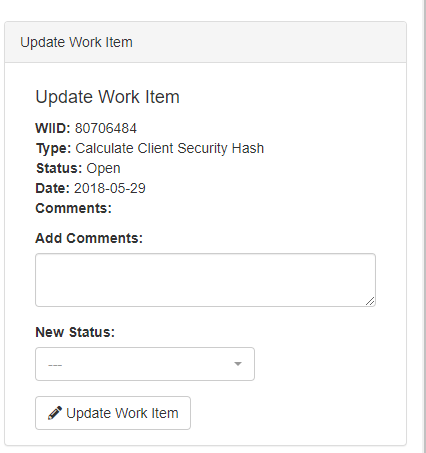 Update Work Item
Update Work Item
WIID: 80706484
Type: Calculate Client Security Hash
Status: Open
Date: 2018-05-29
Comments:
Add Comments:
New Status:
---
Update Work Item